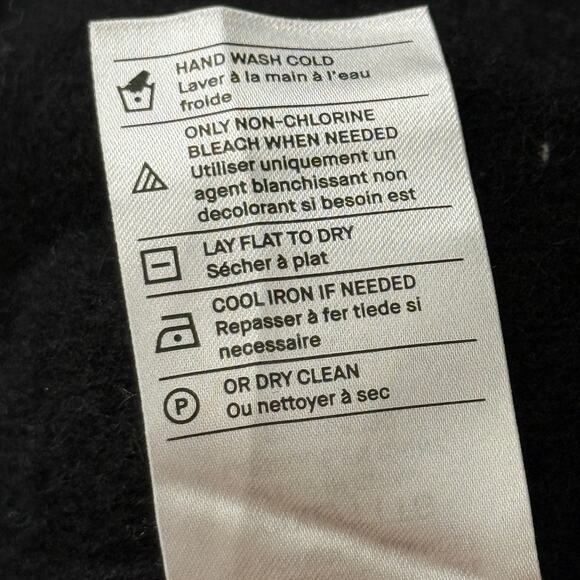 HAND WASH COLD
Laver à la main à l'eau
froide
ONLY NON-CHLORINE
BLEACH WHEN NEEDED
Utiliser uniquement un
agent blanchissant non
decolorant si besoin est
LAY FLAT TO DRY
Sécher à plat
COOL IRON IF NEEDED
Repasser à fer tiede si
necessaire
P
OR DRY CLEAN
Ou nettoyer à sec